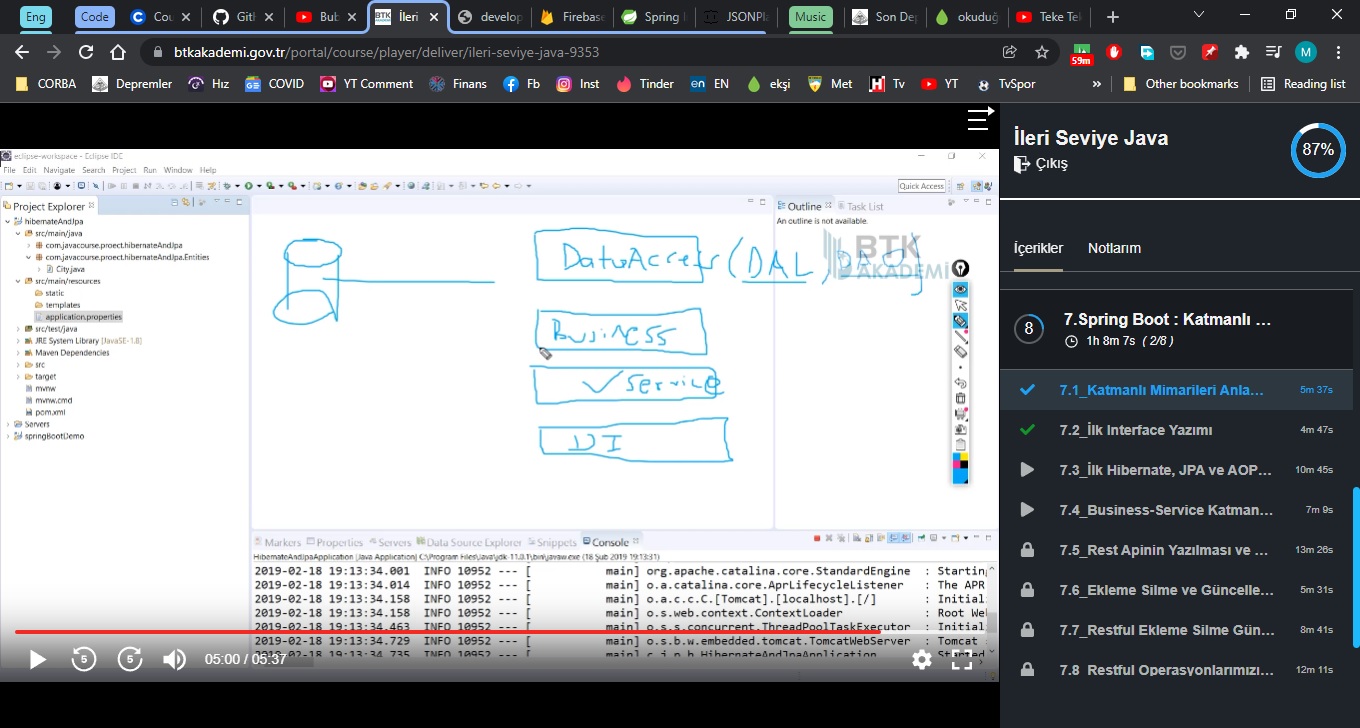 Eng
Code
Cou
Gitl
Bub
İleri
develop
Firebase
Spring
JSONPl
Music
Son De
okuduğ
Teke Te
btkakademi.gov.tr/portal/course/player/deliver/ileri-seviye-java-9353
59m
M
CORBA
Depremler
Hız
COVID
YT Comment
Finans
Fb
Inst
Tinder
en EN
ekşi
Met
Tv
YT
TvSpor
»
Other bookmarks
Reading list
eclipse-workspace - Eclipse IDE
File Edit Navigate Search Project Run Window Help
Quick Access
Project Explorer
hibernateAndJpa
src/main/java
com.javacourse.proect.hibernateAndJpa
com.javacourse.proect.hibernateAndJpa.Entities
City.java
src/main/resources
static
templates
application.properties
src/test/java
JRE System Library [JavaSE-1.8]
Maven Dependencies
src
target
mvnw
mvnw.cmd
pom.xml
Servers
springBootDemo
Outline
Task List
An outline is not available.
BTK
AKADEMİ
DataAccess (DAL, DAO)
Business
Service
DI
Markers Properties Servers Data Source Explorer Snippets Console
HibernateAndJpaApplication [Java Application] C:\Program Files\Java\jdk-11.0.1\bin\javaw.exe (18 Şub 2019 19:13:31)
2019-02-18 19:13:34.001 INFO 10952 --- [ main] org.apache.catalina.core.StandardEngine : Startin
2019-02-18 19:13:34.014 INFO 10952 --- [ main] o.a.catalina.core.AprLifecycleListener : The APR
2019-02-18 19:13:34.158 INFO 10952 --- [ main] o.a.c.c.C.[Tomcat].[localhost].[/] : Initial
2019-02-18 19:13:34.158 INFO 10952 --- [ main] o.s.web.context.ContextLoader : Root We
2019-02-18 19:13:34.463 INFO 10952 --- [ main] o.s.s.concurrent.ThreadPoolTaskExecutor : Initial
2019-02-18 19:13:34.729 INFO 10952 --- [ main] o.s.b.w.embedded.tomcat.TomcatWebServer : Tomcat
2019-02-18 19:13:34.735 INFO 10952 --- [ main] c.j.p.h.HibernateAndJpaApplication : Started
5
5
05:00 / 05:37
İleri Seviye Java
Çıkış
87%
İçerikler
Notlarım
8
7.Spring Boot : Katmanlı ...
1h 8m 7s (2/8)
7.1_Katmanlı Mimarileri Anla... 5m 37s
7.2_İlk Interface Yazımı 4m 47s
7.3_İlk Hibernate, JPA ve AOP... 10m 45s
7.4_Business-Service Katman... 7m 9s
7.5_Rest Apinin Yazılması ve ... 13m 26s
7.6_Ekleme Silme ve Güncelle... 5m 31s
7.7_Restful Ekleme Silme Gün... 8m 41s
7.8 Restful Operasyonlarımızı... 12m 11s